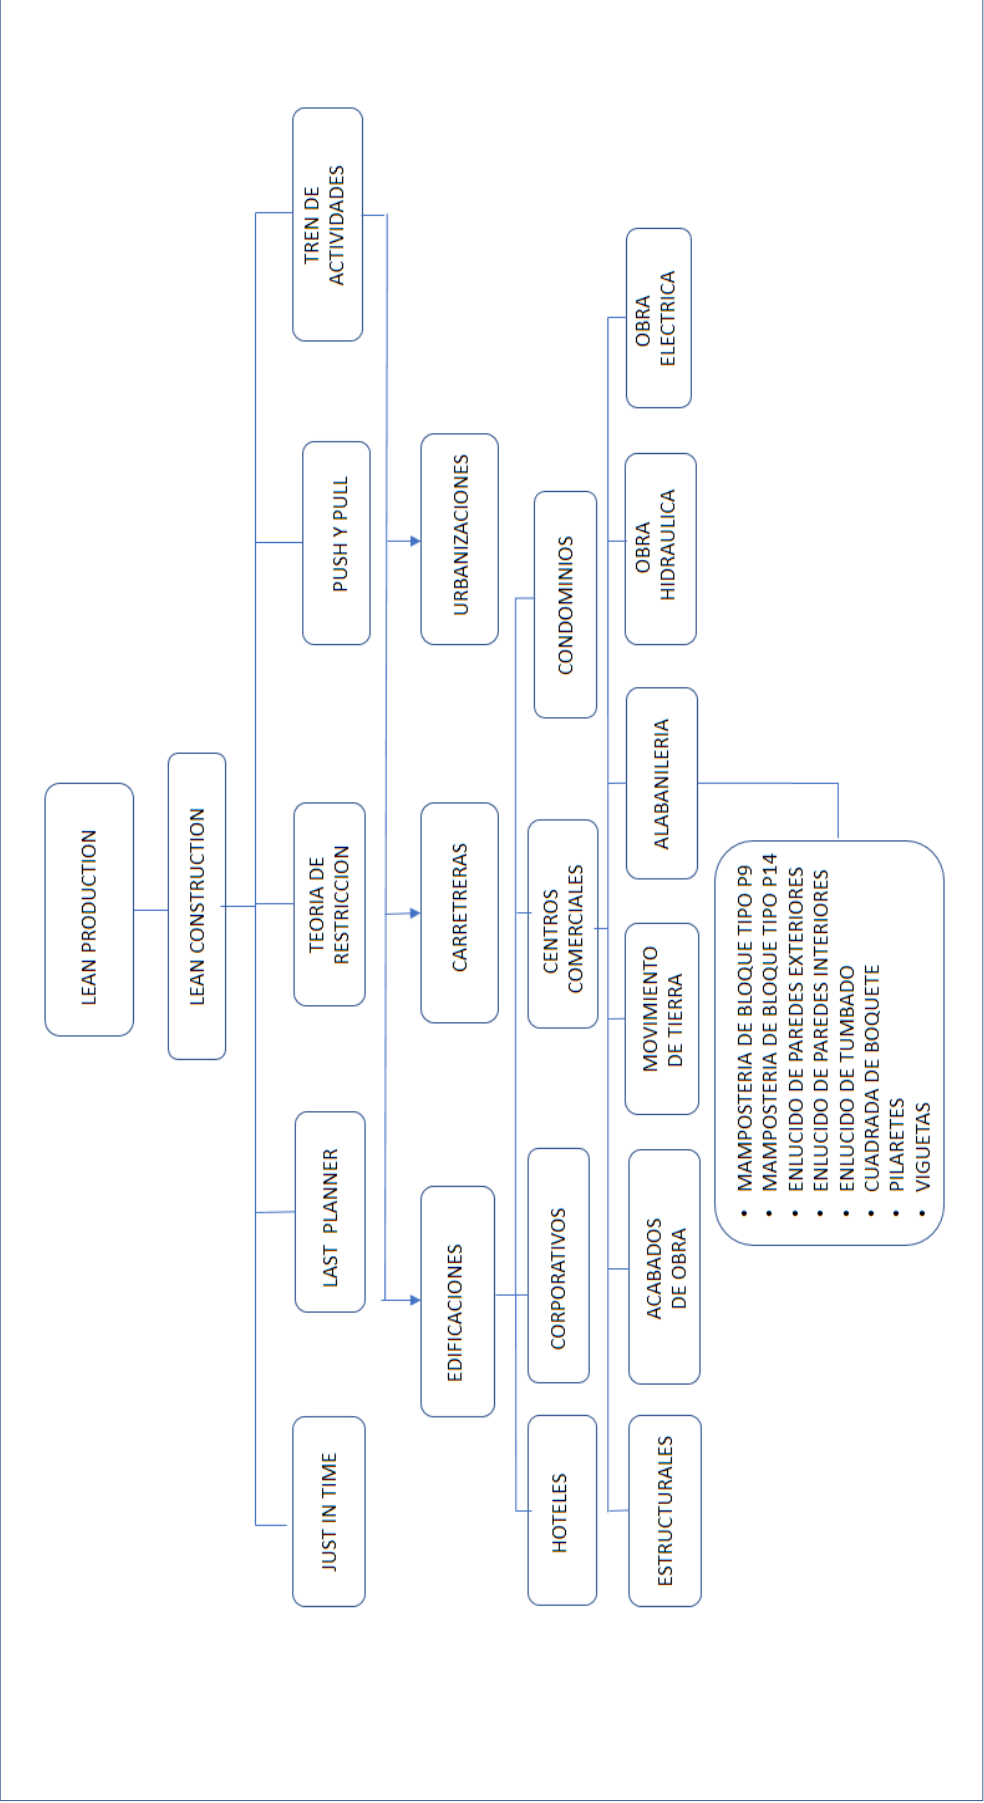 LEAN PRODUCTION
LEAN CONSTRUCTION
JUST IN TIME
LAST PLANNER
TEORIA DE
RESTRICCION
PUSH Y PULL
TREN DE
ACTIVIDADES
EDIFICACIONES
CARRETRERAS
URBANIZACIONES
HOTELES
CORPORATIVOS
CENTROS
COMERCIALES
CONDOMINIOS
ESTRUCTURALES
ACABADOS
DE OBRA
MOVIMIENTO
DE TIERRA
ALABANILERIA
OBRA
HIDRAULICA
OBRA
ELECTRICA
• MAMPOSTERIA DE BLOQUE TIPO P9
• MAMPOSTERIA DE BLOQUE TIPO P14
• ENLUCIDO DE PAREDES EXTERIORES
• ENLUCIDO DE PAREDES INTERIORES
• ENLUCIDO DE TUMBADO
• CUADRADA DE BOQUETE
• PILARETES
• VIGUETAS